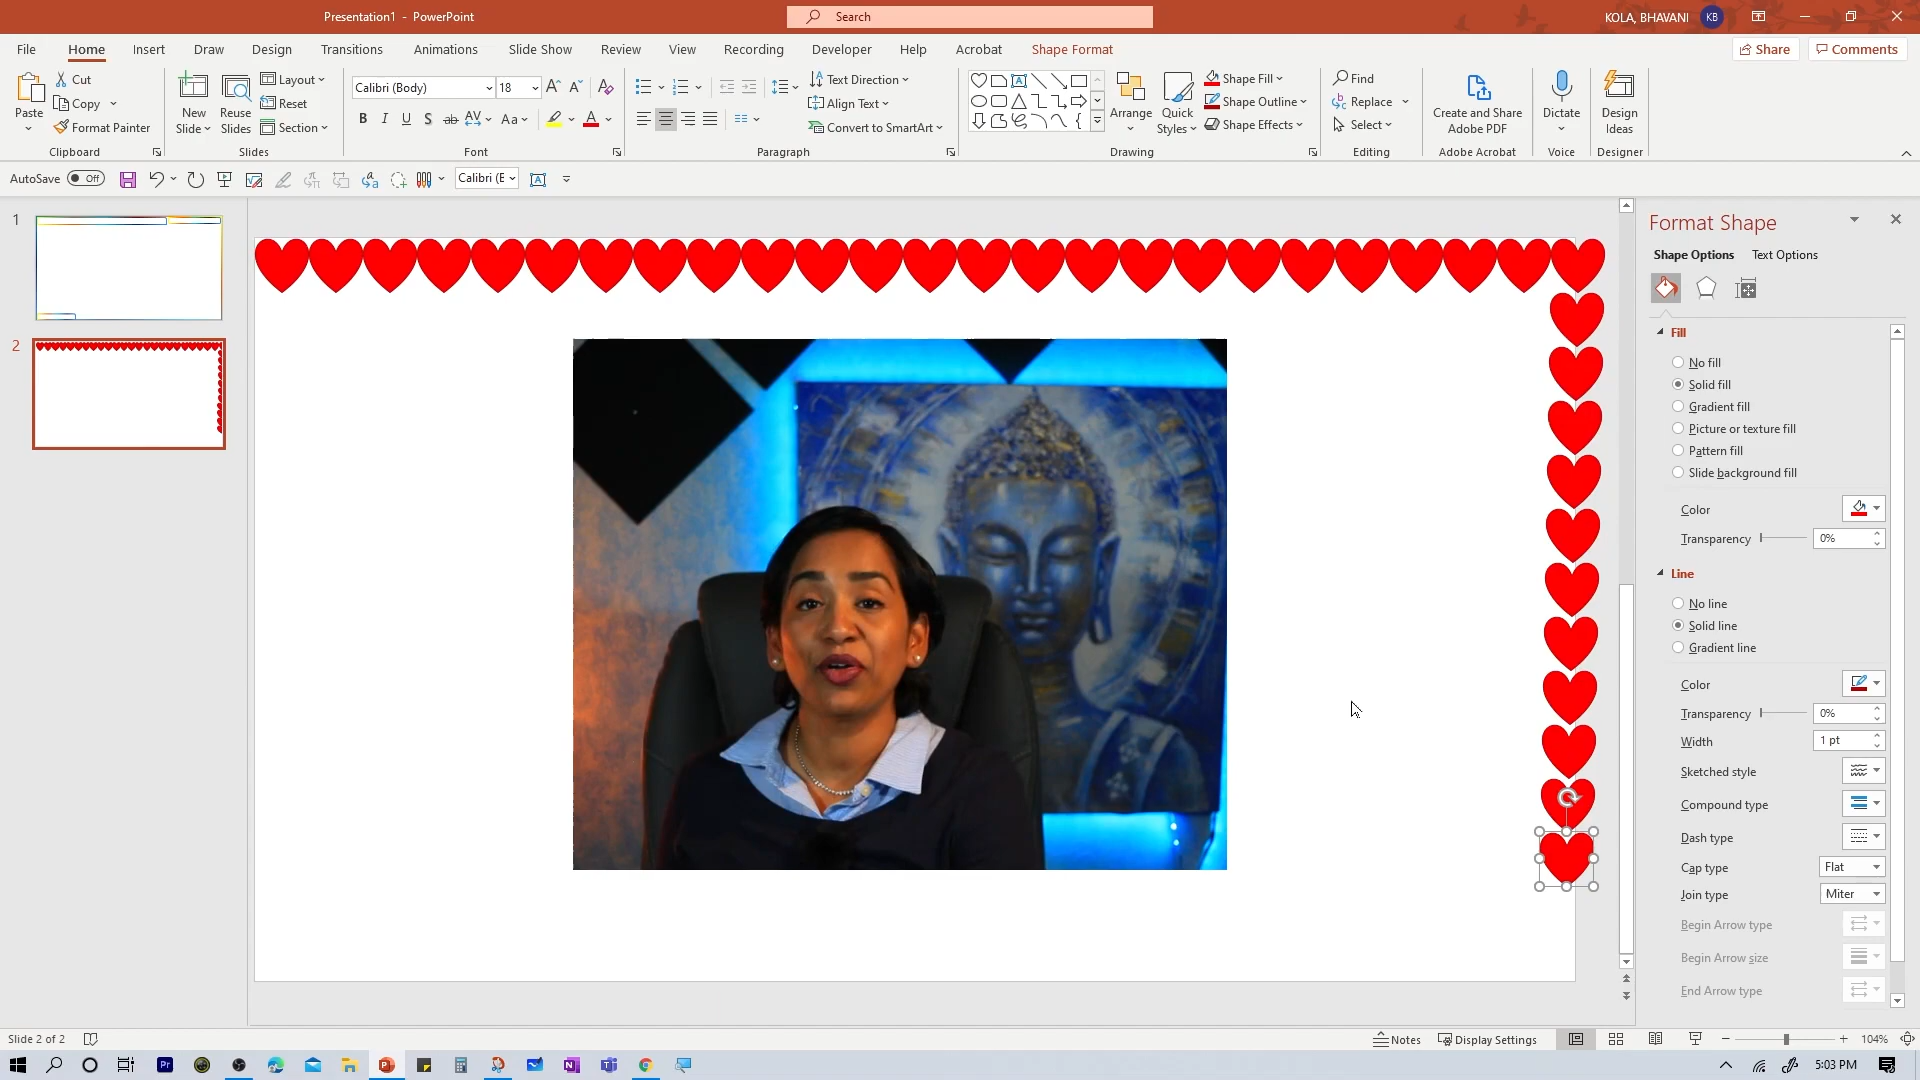 Presentation1 - PowerPoint
Search
KOLA, BHAVANI KB
File Home Insert Draw Design Transitions Animations Slide Show Review View Recording Developer Help Acrobat Shape Format
Share Comments
Paste
Cut
Copy
Format Painter
Clipboard
New Slide
Reuse Slides
Layout
Reset
Section
Slides
Calibri (Body) 18
B I U S ab AV Aa A
Font
Text Direction
Align Text
Convert to SmartArt
Paragraph
Arrange
Quick Styles
Shape Fill
Shape Outline
Shape Effects
Drawing
Find
Replace
Select
Editing
Create and Share Adobe PDF
Adobe Acrobat
Dictate
Voice
Design Ideas
Designer
AutoSave Off
Calibri (E
1
2
Format Shape
Shape Options Text Options
Fill
No fill
Solid fill
Gradient fill
Picture or texture fill
Pattern fill
Slide background fill
Color
Transparency 0%
Line
No line
Solid line
Gradient line
Color
Transparency 0%
Width 1 pt
Sketched style
Compound type
Dash type
Cap type Flat
Join type Miter
Begin Arrow type
Begin Arrow size
End Arrow type
Slide 2 of 2
Notes Display Settings 104%
5:03 PM